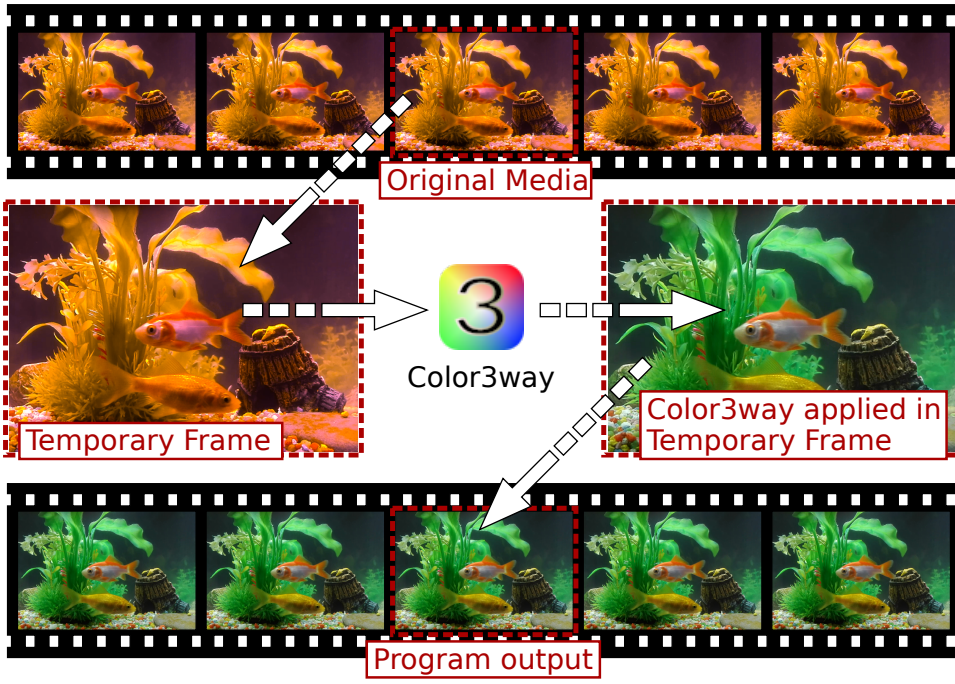 Original Media
3
Color3way
Temporary Frame
Color3way applied in
Temporary Frame
Program output